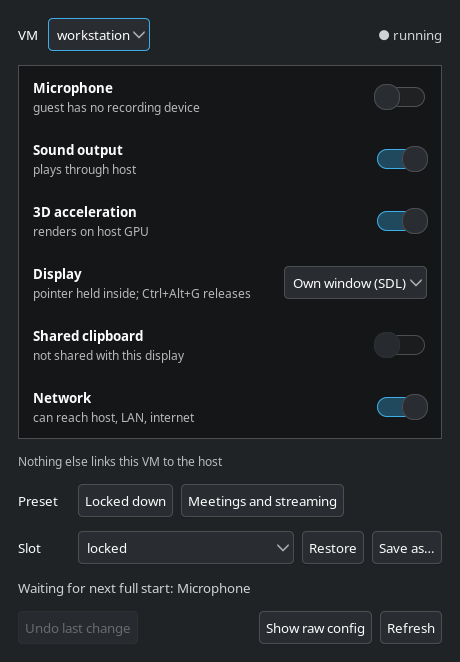 VM workstation running
Microphone
guest has no recording device
Sound output
plays through host
3D acceleration
renders on host GPU
Display
pointer held inside; Ctrl+Alt+G releases
Own window (SDL)
Shared clipboard
not shared with this display
Network
can reach host, LAN, internet
Nothing else links this VM to the host
Preset Locked down Meetings and streaming
Slot locked Restore Save as...
Waiting for next full start: Microphone
Undo last change Show raw config Refresh